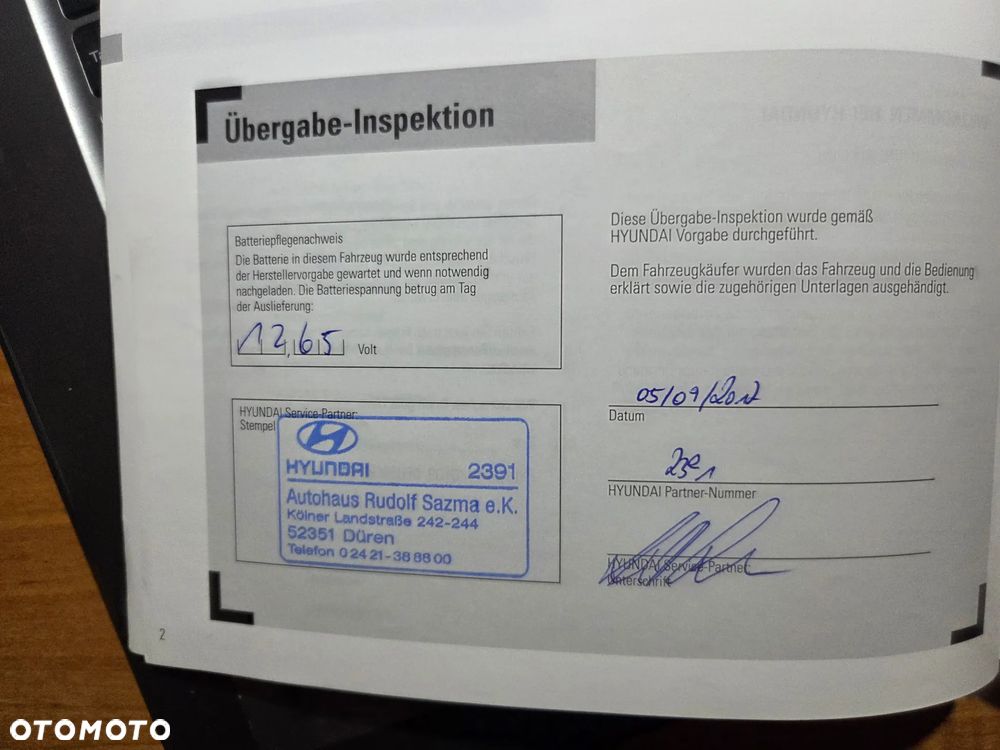 Übergabe-Inspektion
Batteriepflegenachweis
Die Batterie in diesem Fahrzeug wurde entsprechend
der Herstellervorgabe gewartet und wenn notwendig
nachgeladen. Die Batteriespannung betrug am Tag
der Auslieferung:
12,65 Volt
HYUNDAI Service-Partner:
Stempel
HYUNDAI 2391
Autohaus Rudolf Sazma e.K.
Kölner Landstraße 242-244
52351 Düren
Telefon 0 24 21-38 88 00
Diese Übergabe-Inspektion wurde gemäß
HYUNDAI Vorgabe durchgeführt.
Dem Fahrzeugkäufer wurden das Fahrzeug und die Bedienung
erklärt sowie die zugehörigen Unterlagen ausgehändigt.
05/09/2017
Datum
2391
HYUNDAI Partner-Nummer
HYUNDAI Service-Partner:
Unterschrift
2
OTOMOTO